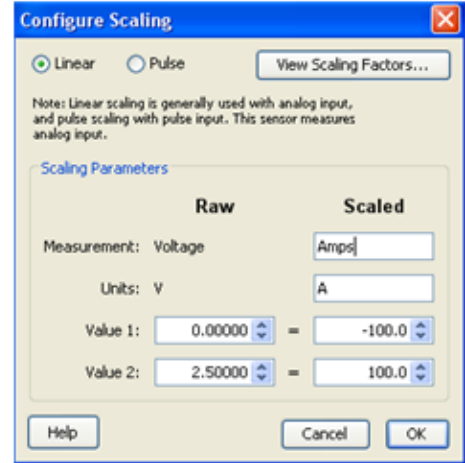 Configure Scaling
Linear Pulse View Scaling Factors...
Note: Linear scaling is generally used with analog input,
and pulse scaling with pulse input. This sensor measures
analog input.
Scaling Parameters
Raw Scaled
Measurement: Voltage Amps
Units: V A
Value 1: 0.00000 = -100.0
Value 2: 2.50000 = 100.0
Help Cancel OK